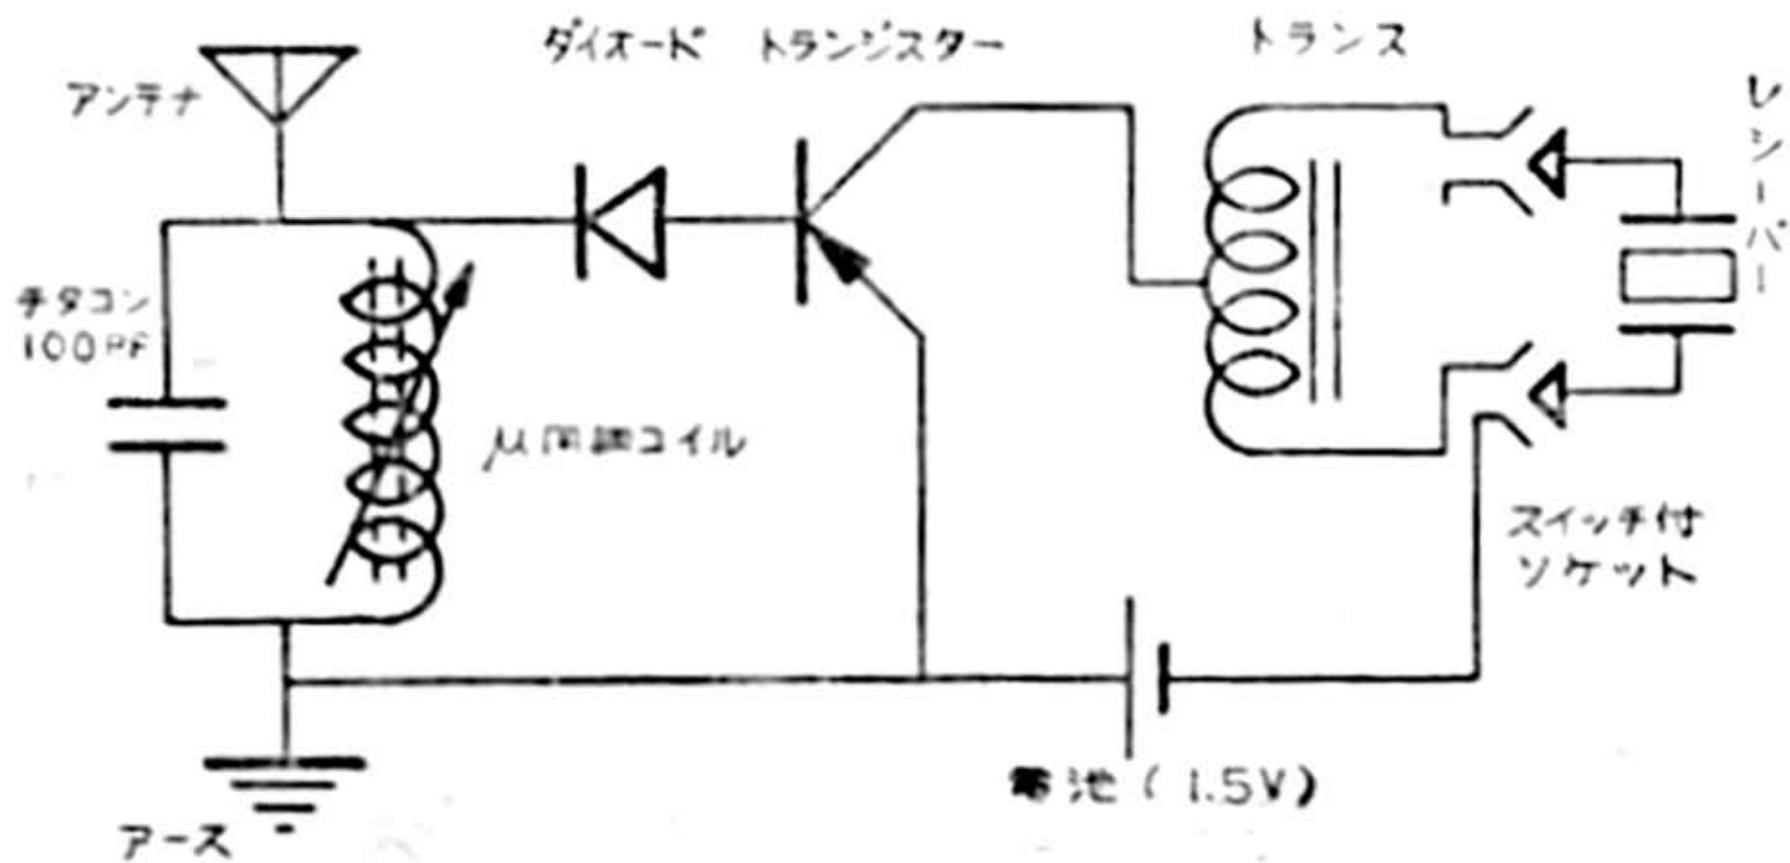 ダイオード
トランジスター
トランス
アンテナ
レシーバー
チタコン
100PF
μ同調コイル
スイッチ付
ソケット
電池(1.5V)
アース